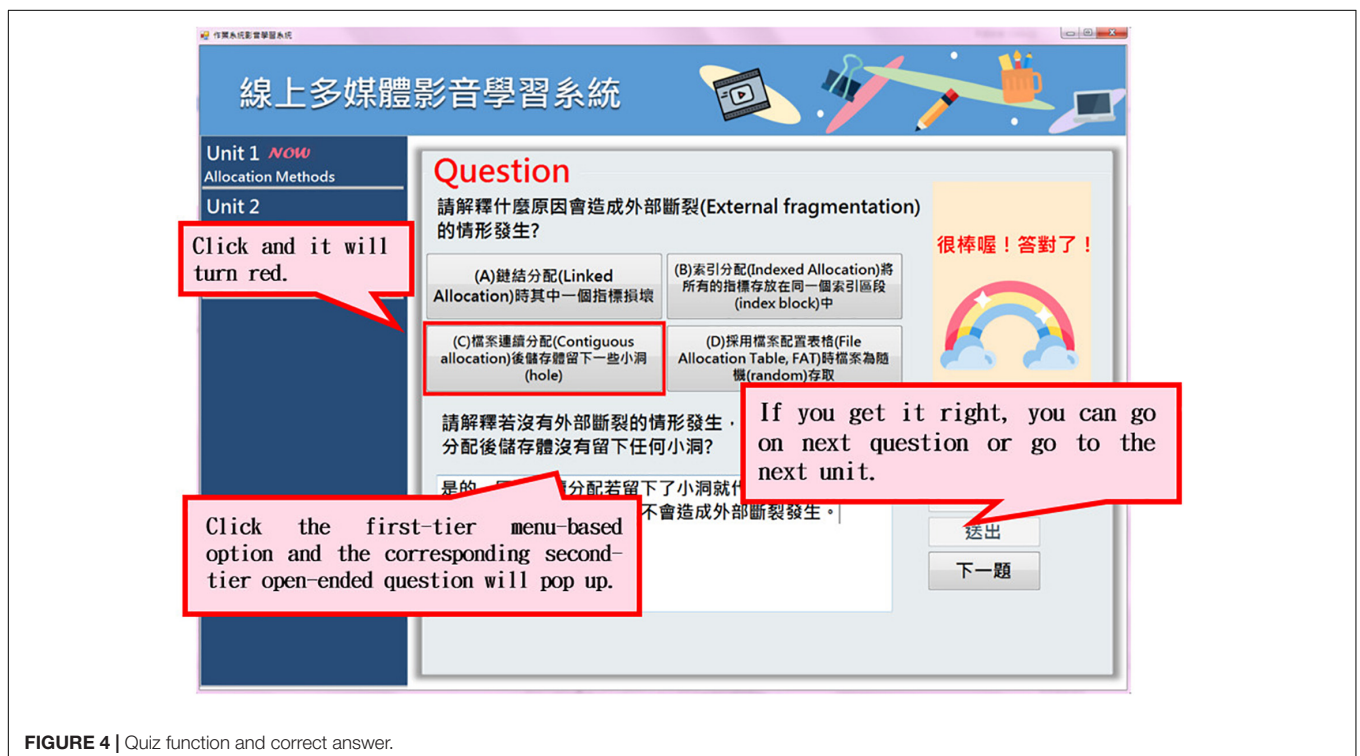 作業系統影音學習系統
線上多媒體影音學習系統
Unit 1 NOW
Allocation Methods
Unit 2
Click and it will
turn red.
Question
請解釋什麼原因會造成外部斷裂(External fragmentation)
的情形發生?
(A)鏈結分配(Linked
Allocation)時其中一個指標損壞
(B)索引分配(Indexed Allocation)將
所有的指標存放在同一個索引區段
(index block)中
(C)檔案連續分配(Contiguous
allocation)後儲存體留下一些小洞
(hole)
(D)採用檔案配置表格(File
Allocation Table, FAT)時檔案為隨
機(random)存取
很棒喔！答對了！
請解釋若沒有外部斷裂的情形發生，
分配後儲存體沒有留下任何小洞?
If you get it right, you can go
on next question or go to the
next unit.
是的
分配若留下了小洞就
不會造成外部斷裂發生。
Click the first-tier menu-based
option and the corresponding second-
tier open-ended question will pop up.
送出
下一題
FIGURE 4 | Quiz function and correct answer.